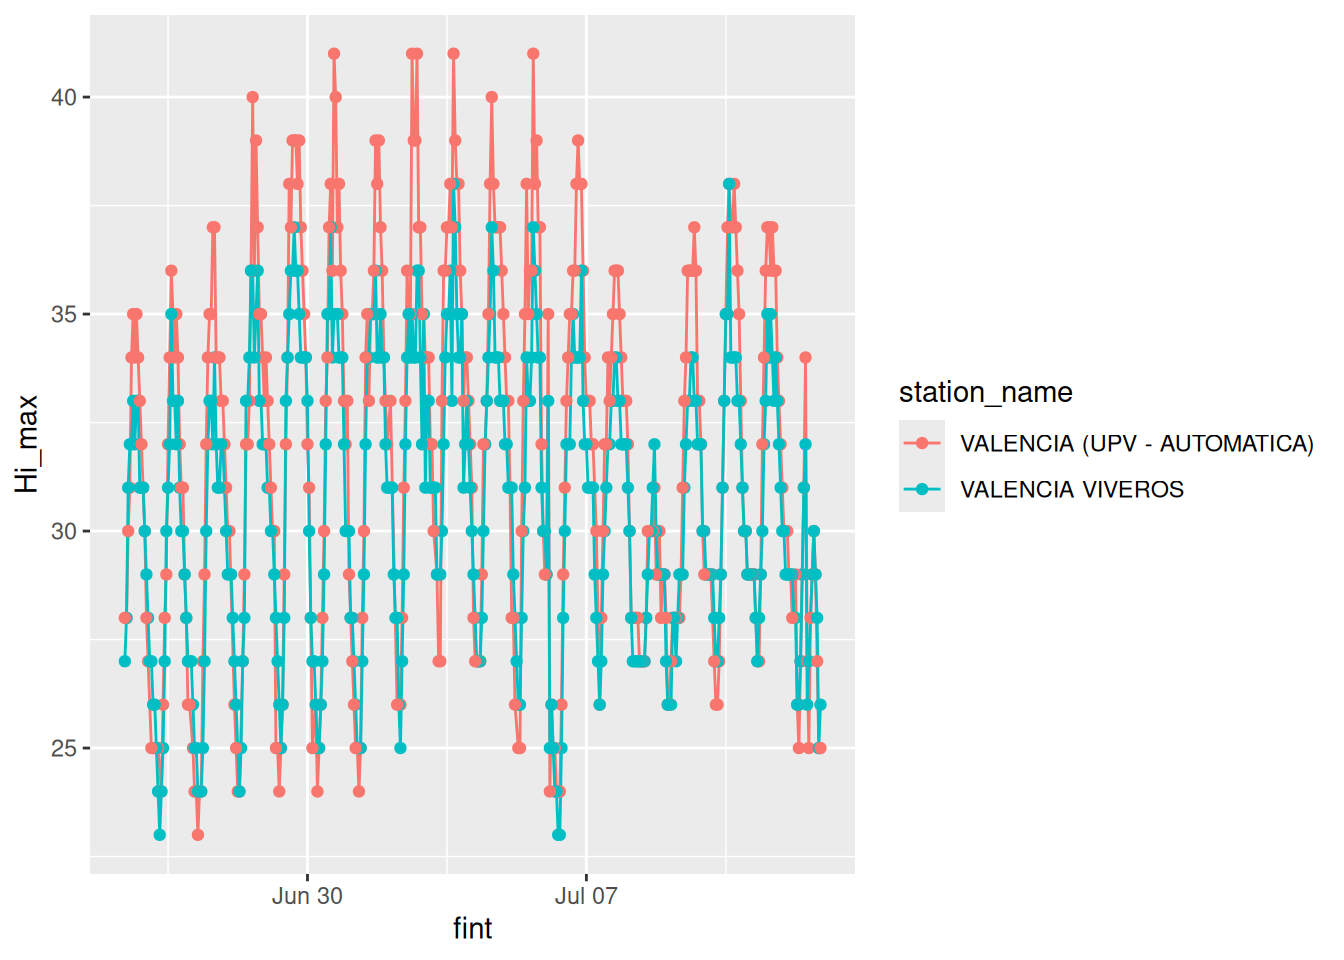 Hi_max
40
35
30
25
Jun 30
Jul 07
fint
station_name
VALENCIA (UPV - AUTOMATICA)
VALENCIA VIVEROS